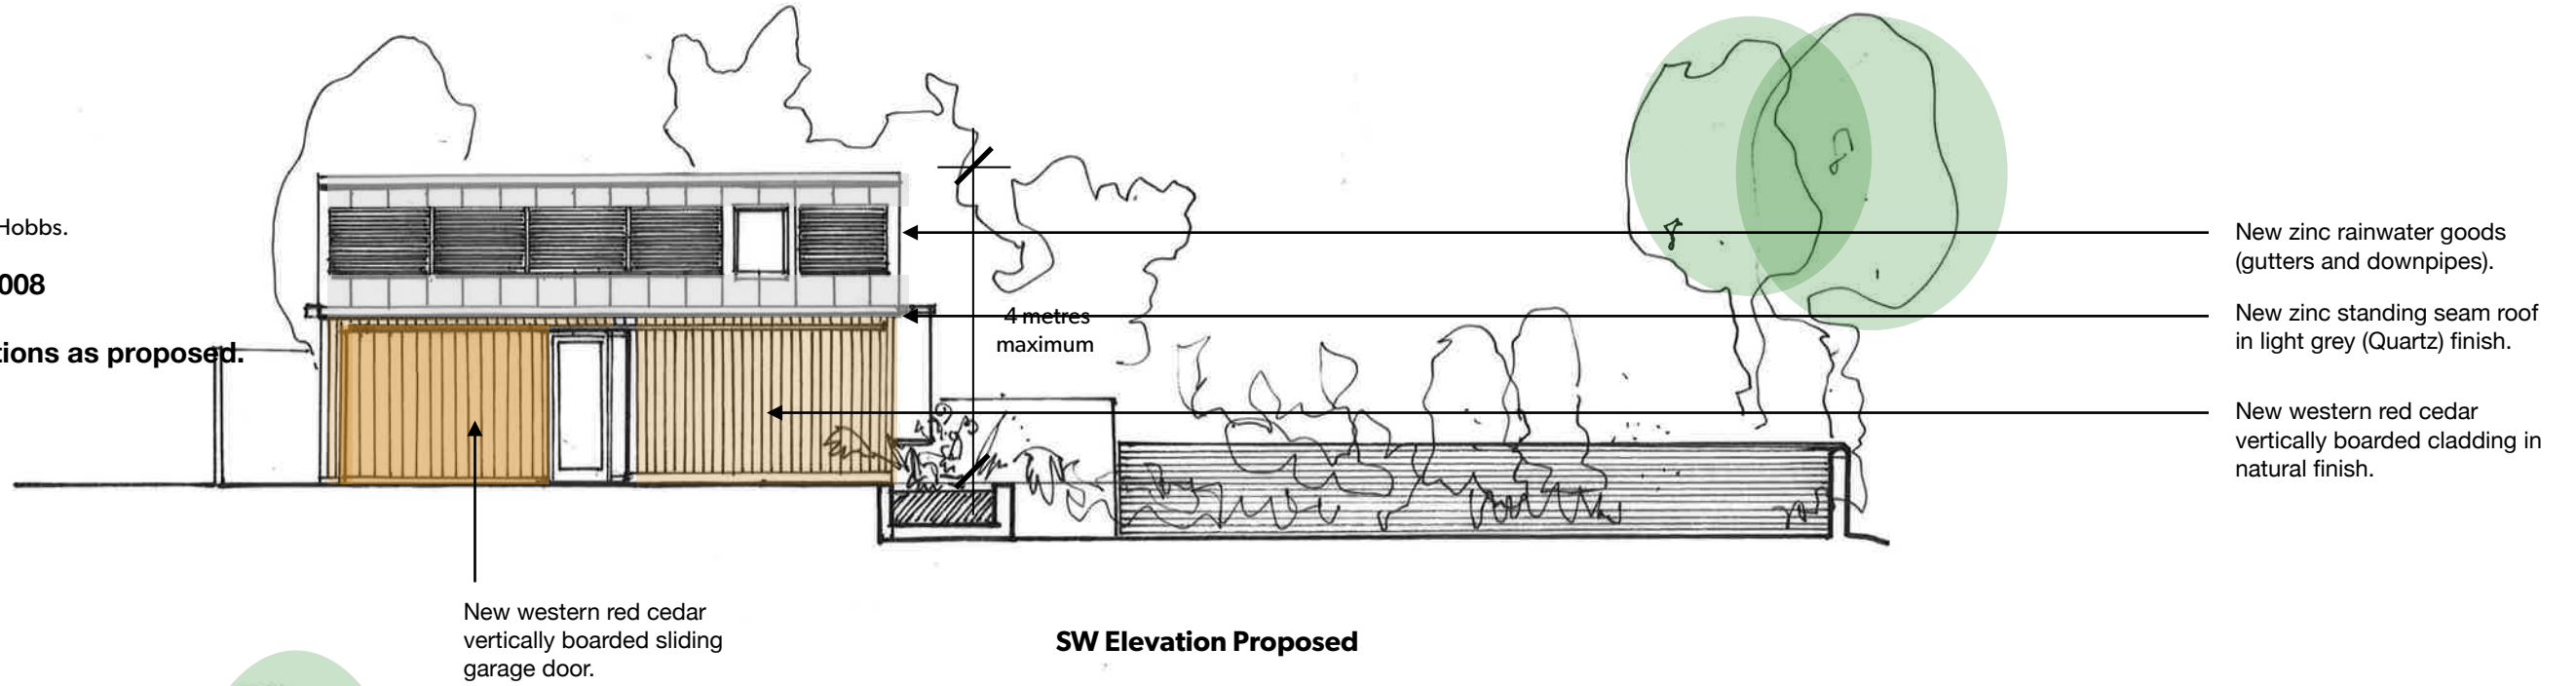 Hobbs.
008
tions as proposed.
4 metres
maximum
New zinc rainwater goods
(gutters and downpipes).
New zinc standing seam roof
in light grey (Quartz) finish.
New western red cedar
vertically boarded cladding in
natural finish.
New western red cedar
vertically boarded sliding
garage door.
SW Elevation Proposed